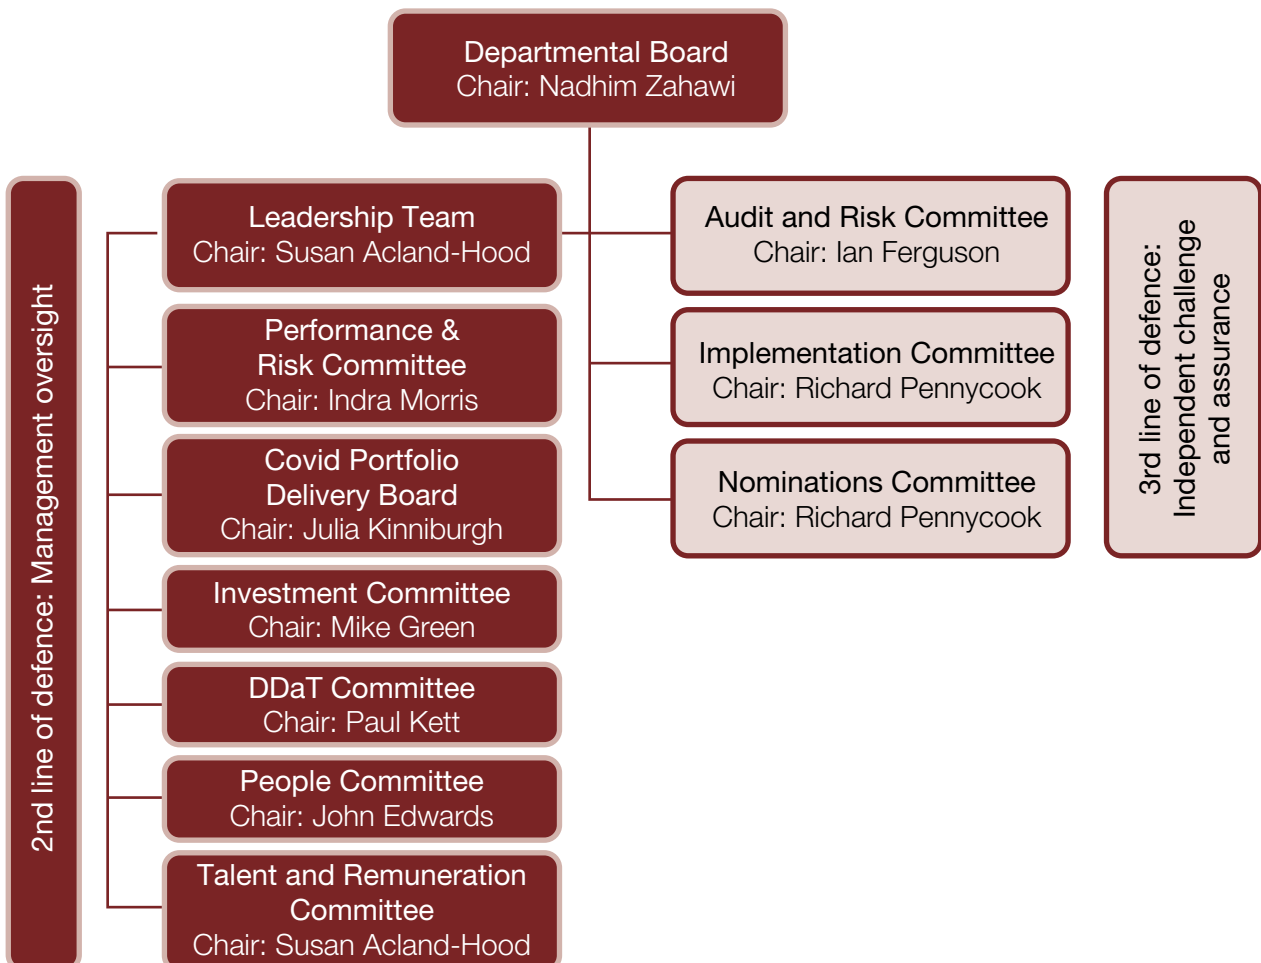 Departmental Board
Chair: Nadhim Zahawi
2nd line of defence: Management oversight
Leadership Team
Chair: Susan Acland-Hood
Performance &
Risk Committee
Chair: Indra Morris
Covid Portfolio
Delivery Board
Chair: Julia Kinniburgh
Investment Committee
Chair: Mike Green
DDaT Committee
Chair: Paul Kett
People Committee
Chair: John Edwards
Talent and Remuneration
Committee
Chair: Susan Acland-Hood
Audit and Risk Committee
Chair: Ian Ferguson
Implementation Committee
Chair: Richard Pennycook
Nominations Committee
Chair: Richard Pennycook
3rd line of defence:
Independent challenge
and assurance